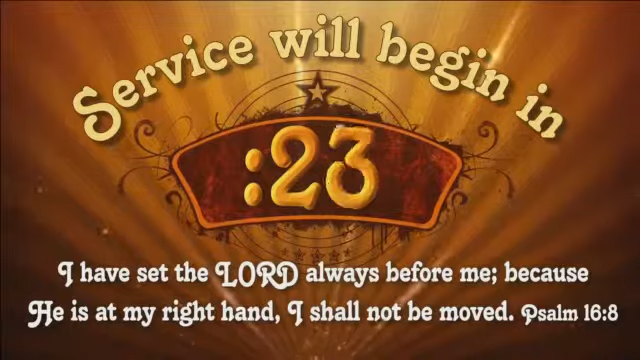 Service will begin in
:23
I have set the LORD always before me; because
He is at my right hand, I shall not be moved. Psalm 16:8